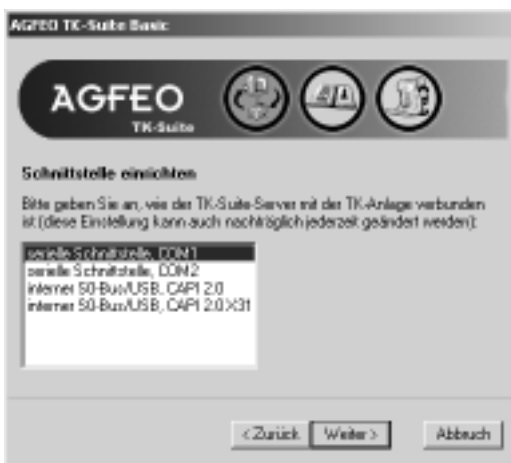 AGFEO TK-Suite Basic
AGFEO
TK-Suite
Schnittstelle einrichten
Bitte geben Sie an, wie der TK-Suite-Server mit der TK-Anlage verbunden
ist (diese Einstellung kann auch nachträglich jederzeit geändert werden):
serielle Schnittstelle, COM1
serielle Schnittstelle, COM2
interner S0-Bus/USB, CAPI 2.0
interner S0-Bus/USB, CAPI 2.0 X31
< Zurück Weiter > Abbruch